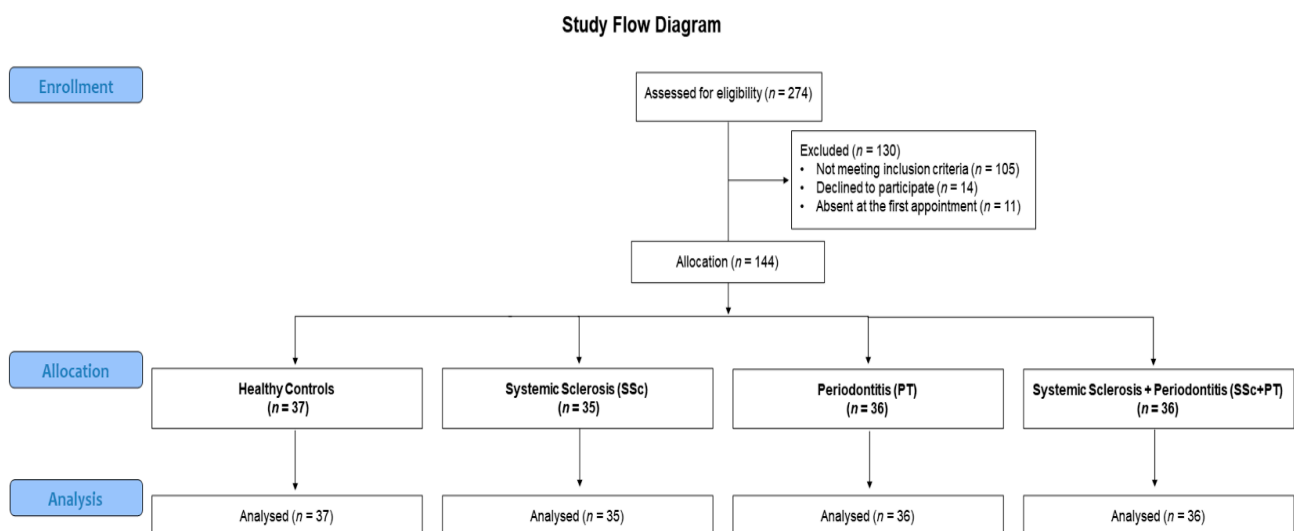 Study Flow Diagram
Enrollment
Assessed for eligibility (n = 274)
Excluded (n = 130)
• Not meeting inclusion criteria (n = 105)
• Declined to participate (n = 14)
• Absent at the first appointment (n = 11)
Allocation (n = 144)
Allocation
Healthy Controls
(n = 37)
Systemic Sclerosis (SSc)
(n = 35)
Periodontitis (PT)
(n = 36)
Systemic Sclerosis + Periodontitis (SSc+PT)
(n = 36)
Analysis
Analysed (n = 37)
Analysed (n = 35)
Analysed (n = 36)
Analysed (n = 36)